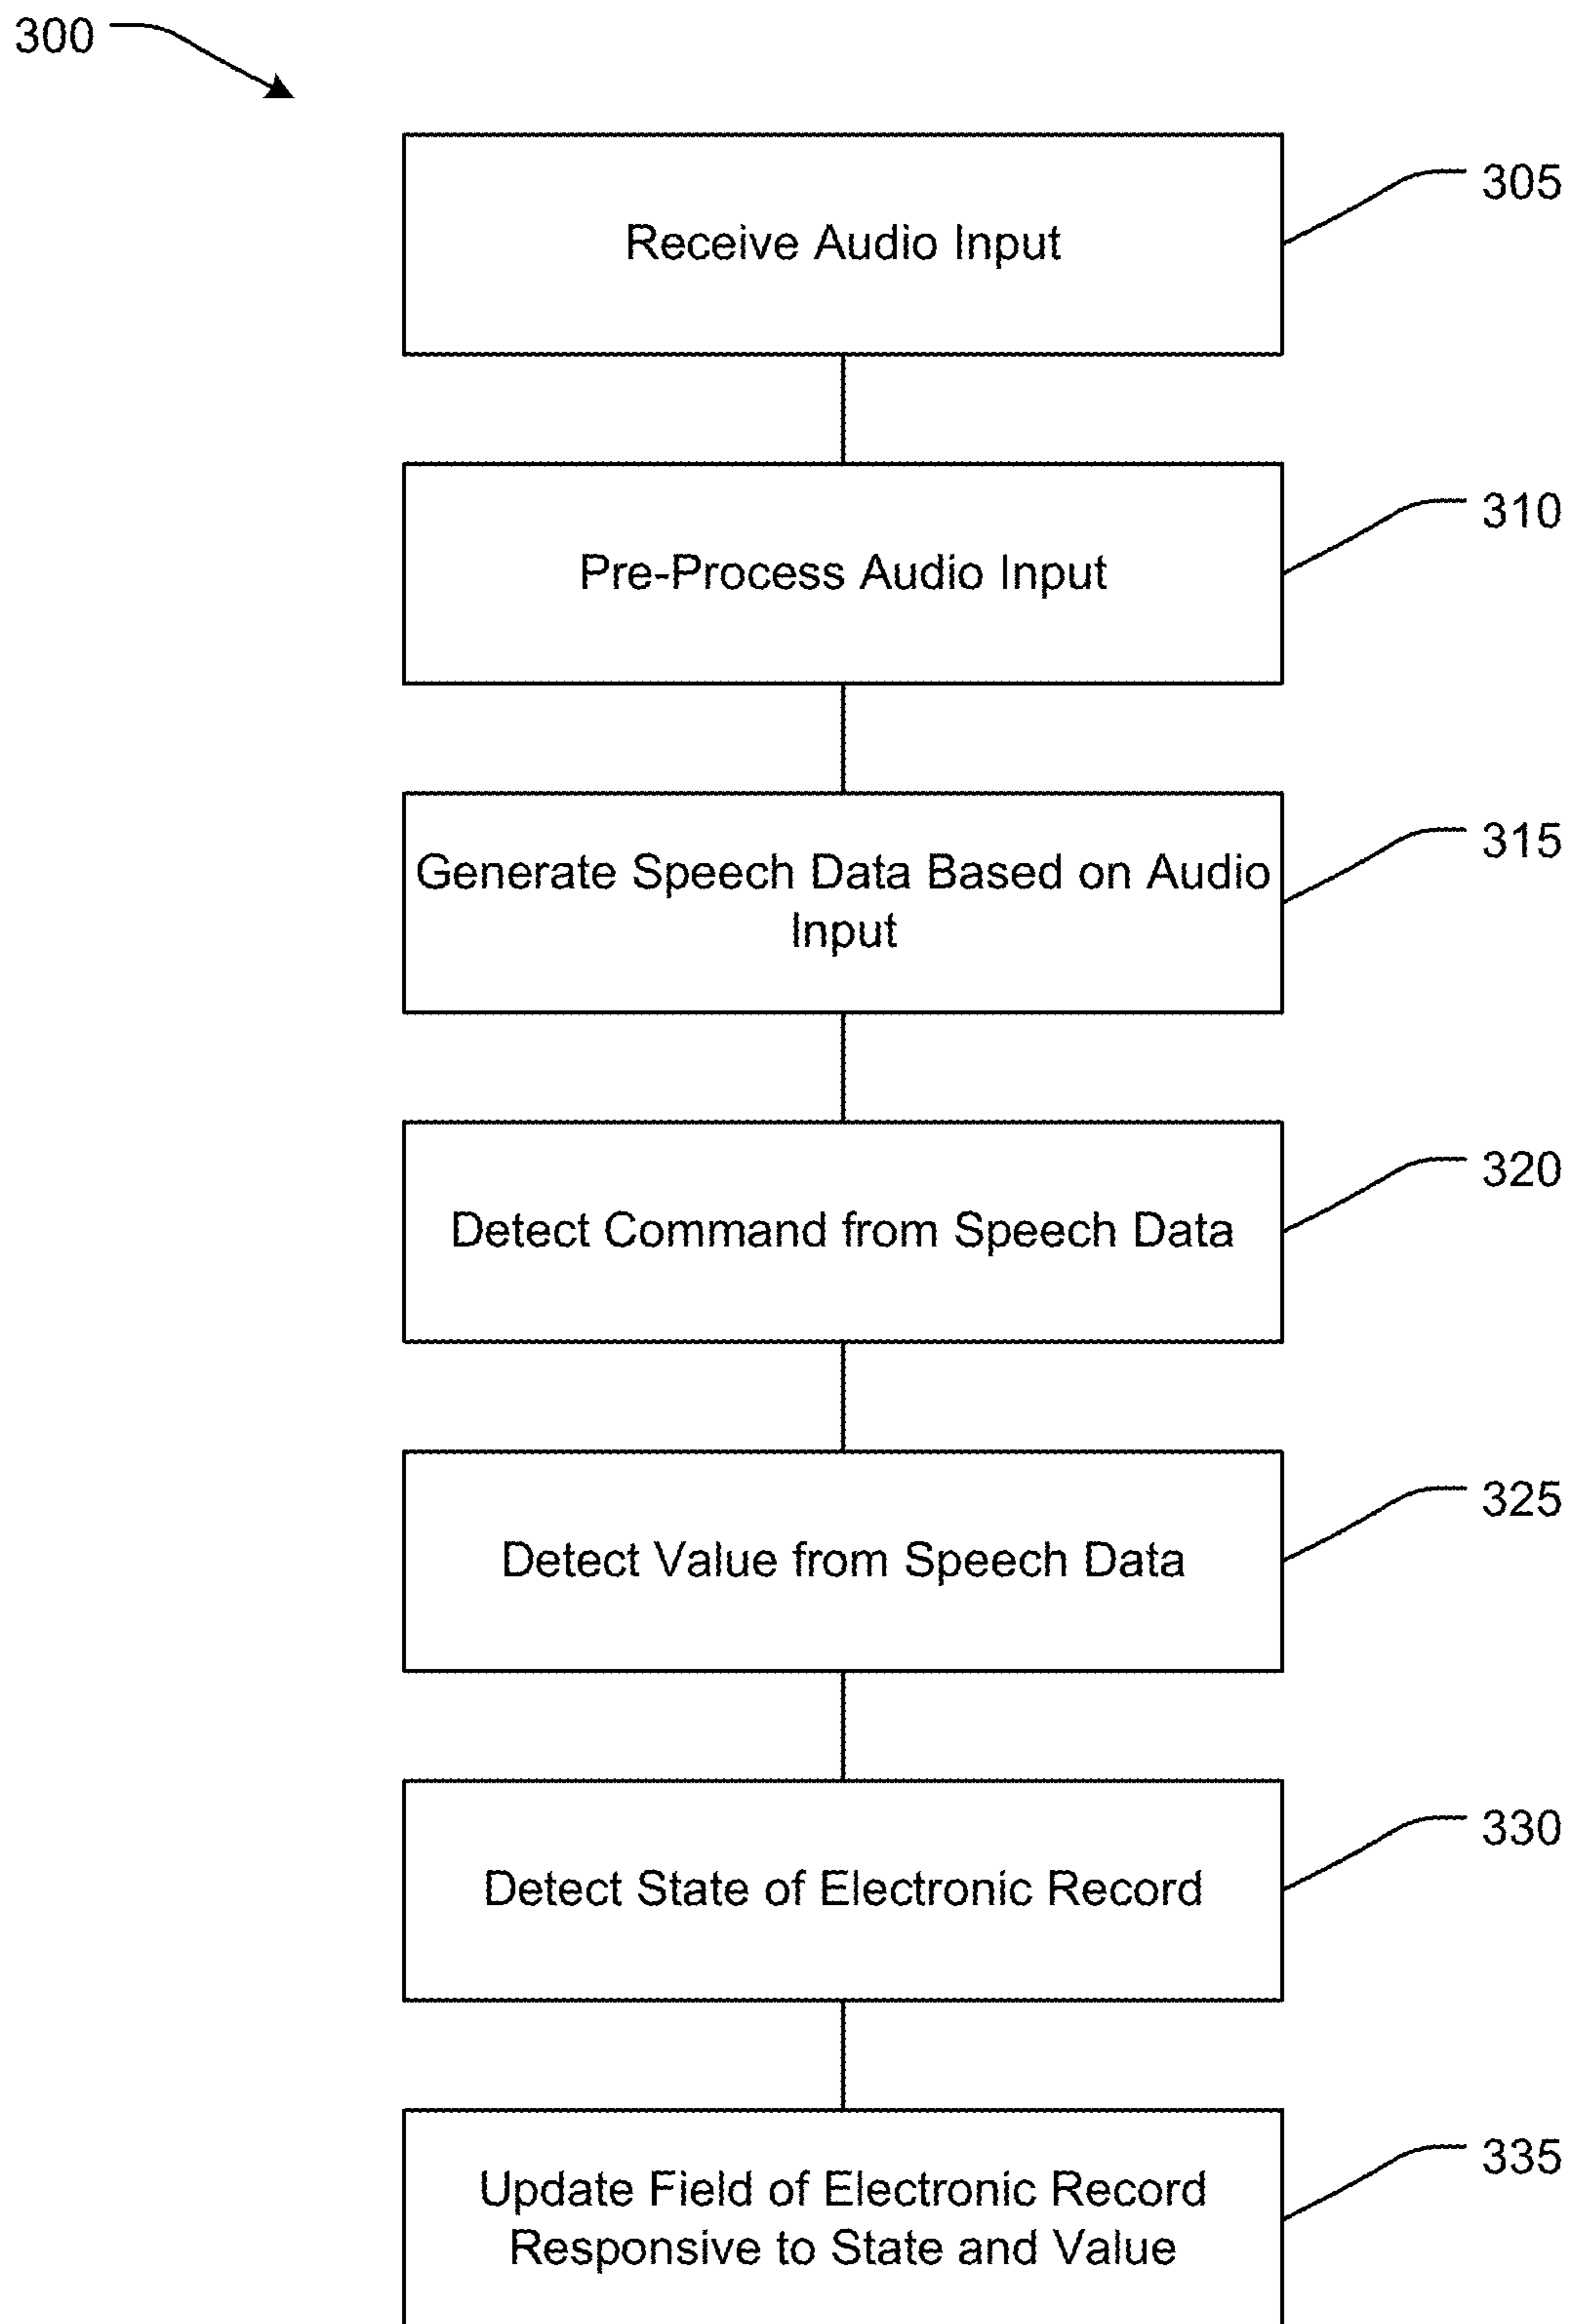 300
Receive Audio Input
305
Pre-Process Audio Input
310
Generate Speech Data Based on Audio
Input
315
Detect Command from Speech Data
320
Detect Value from Speech Data
325
Detect State of Electronic Record
330
Update Field of Electronic Record
Responsive to State and Value
335